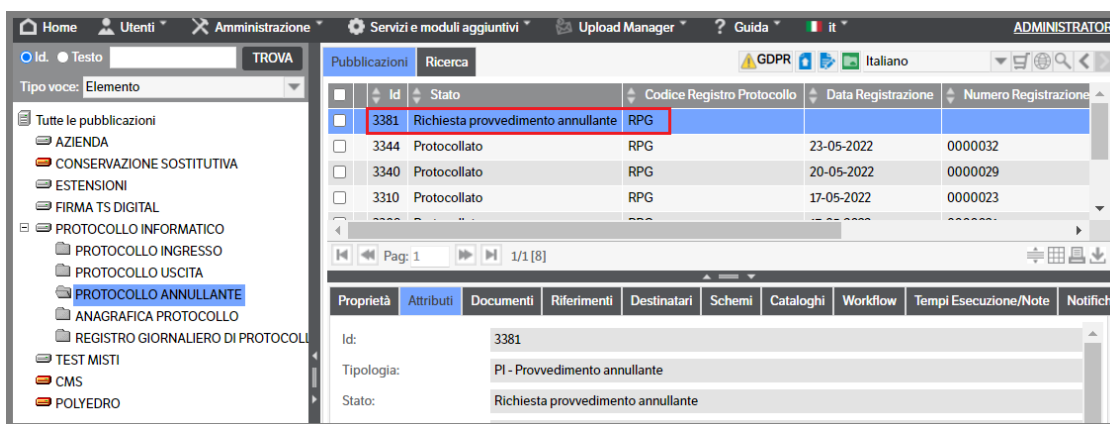 Home Utenti Amministrazione Servizi e moduli aggiuntivi Upload Manager ? Guida it ADMINISTRATOR
Id. Testo TROVA
Tipo voce: Elemento
Tutte le pubblicazioni
AZIENDA
CONSERVAZIONE SOSTITUTIVA
ESTENSIONI
FIRMA TS DIGITAL
PROTOCOLLO INFORMATICO
PROTOCOLLO INGRESSO
PROTOCOLLO USCITA
PROTOCOLLO ANNULLANTE
ANAGRAFICA PROTOCOLLO
REGISTRO GIORNALIERO DI PROTOCOLL
TEST MISTI
CMS
POLYEDRO
Pubblicazioni Ricerca GDPR Italiano
Id Stato Codice Registro Protocollo Data Registrazione Numero Registrazione
3381 Richiesta provvedimento annullante RPG
3344 Protocollato RPG 23-05-2022 0000032
3340 Protocollato RPG 20-05-2022 0000029
3310 Protocollato RPG 17-05-2022 0000023
Pag: 1 1/1 [8]
Proprietà Attributi Documenti Riferimenti Destinatari Schemi Cataloghi Workflow Tempi Esecuzione/Note Notifich
Id: 3381
Tipologia: PI - Provvedimento annullante
Stato: Richiesta provvedimento annullante